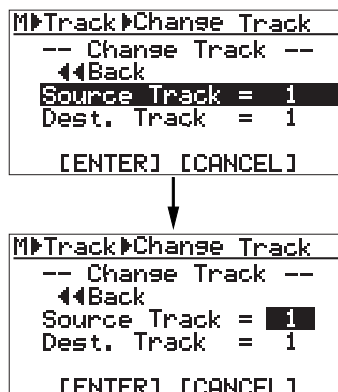 M▶Track▶Change Track
-- Change Track --
◀◀Back
Source Track = 1
Dest. Track = 1
[ENTER] [CANCEL]
M▶Track▶Change Track
-- Change Track --
◀◀Back
Source Track = 1
Dest. Track = 1
[ENTER] [CANCEL]